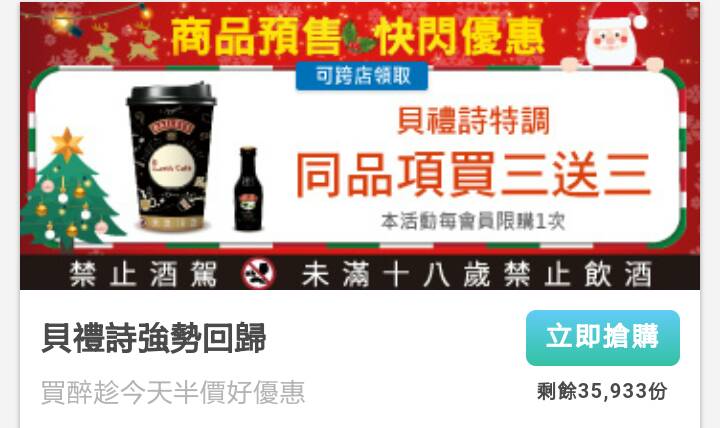 商品預售 快閃優惠
可跨店領取
貝禮詩特調
同品項買三送三
本活動每會員限購1次
BAILEYS
Let's Café
禁止酒駕 未滿十八歲禁止飲酒
貝禮詩強勢回歸
立即搶購
買醉趁今天半價好優惠
剩餘35,933份